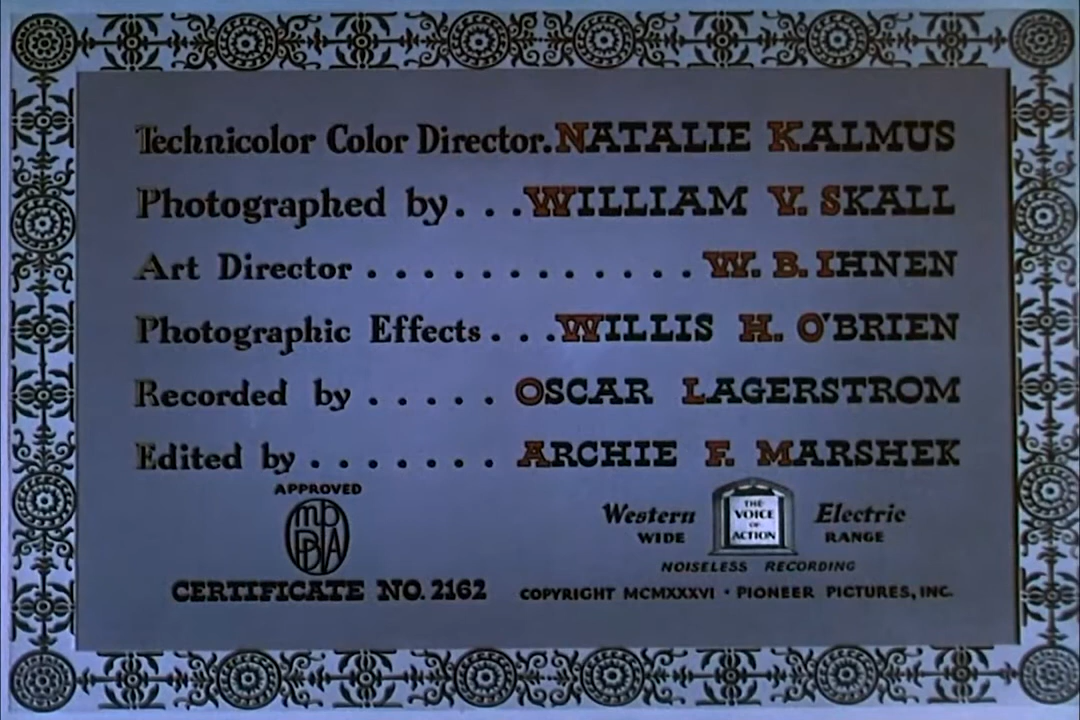 Technicolor Color Director.NATALIE KALMUS
Photographed by...WILLIAM V. SKALL
Art Director.............W. B. IHNEN
Photographic Effects...WILLIS H. O'BRIEN
Recorded by.....OSCAR LAGERSTROM
Edited by.......ARCHIE F. MARSHEK
APPROVED
MPPDA
CERTIFICATE NO. 2162
Western Electric
WIDE RANGE
THE
VOICE
OF
ACTION
NOISELESS RECORDING
COPYRIGHT MCMXXXVI · PIONEER PICTURES, INC.